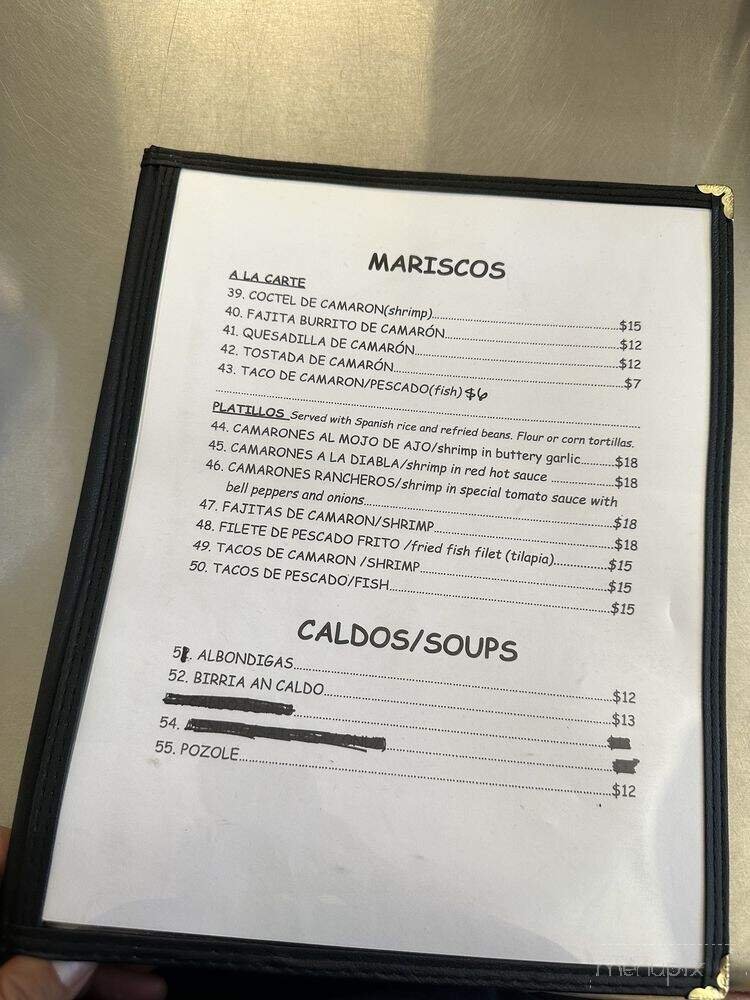 MARISCOS
A LA CARTE
39. COCTEL DE CAMARON(shrimp)..........$15
40. FAJITA BURRITO DE CAMARÓN..........$12
41. QUESADILLA DE CAMARÓN..........$12
42. TOSTADA DE CAMARÓN..........$7
43. TACO DE CAMARON/PESCADO(fish) $6
PLATILLOS Served with Spanish rice and refried beans. Flour or corn tortillas.
44. CAMARONES AL MOJO DE AJO/shrimp in buttery garlic..........$18
45. CAMARONES A LA DIABLA/shrimp in red hot sauce ..........$18
46. CAMARONES RANCHEROS/shrimp in special tomato sauce with
bell peppers and onions..........$18
47. FAJITAS DE CAMARON/SHRIMP..........$18
48. FILETE DE PESCADO FRITO /fried fish filet (tilapia)..........$15
49. TACOS DE CAMARON /SHRIMP..........$15
50. TACOS DE PESCADO/FISH..........$15
CALDOS/SOUPS
51. ALBONDIGAS..........$12
52. BIRRIA AN CALDO..........$13
54.
55. POZOLE..........$12
menupix